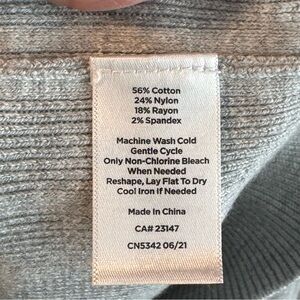 56% Cotton
24% Nylon
18% Rayon
2% Spandex
Machine Wash Cold
Gentle Cycle
Only Non-Chlorine Bleach
When Needed
Reshape, Lay Flat To Dry
Cool Iron If Needed
Made In China
CA# 23147
CN5342 06/21